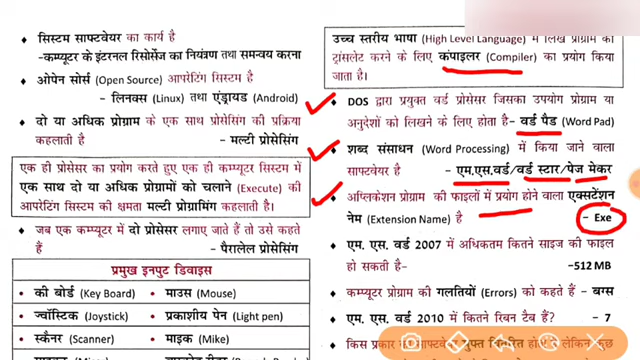 सिस्टम साफ्टवेयर का कार्य है
-कम्प्यूटर के इंटरनल रिसोर्सेज का नियंत्रण तथा समन्वय करना
ओपेन सोर्स (Open Source) आपरेटिंग सिस्टम है
- लिनक्स (Linux) तथा एंड्रायड (Android)
दो या अधिक प्रोग्राम के एक साथ प्रोसेसिंग की प्रक्रिया
कहलाती है - मल्टी प्रोसेसिंग
एक ही प्रोसेसर का प्रयोग करते हुए एक ही कम्प्यूटर सिस्टम में
एक साथ दो या अधिक प्रोग्रामों को चलाने (Execute) की
आपरेटिंग सिस्टम की क्षमता मल्टी प्रोग्रामिंग कहलाती है।
जब एक कम्प्यूटर में दो प्रोसेसर लगाए जाते हैं तो उसे कहते
हैं - पैरालेल प्रोसेसिंग
प्रमुख इनपुट डिवाइस
की बोर्ड (Key Board) माउस (Mouse)
ज्वॉस्टिक (Joystick) प्रकाशीय पेन (Light pen)
स्कैनर (Scanner) माइक (Mike)
उच्च स्तरीय भाषा (High Level Language) में लिखे प्रोग्राम को
ट्रांसलेट करने के लिए कंपाइलर (Compiler) का प्रयोग किया
जाता है।
DOS द्वारा प्रयुक्त वर्ड प्रोसेसर जिसका उपयोग प्रोग्राम या
अनुदेशों को लिखने के लिए होता है- वर्ड पैड (Word Pad)
शब्द संसाधन (Word Processing) में किया जाने वाला
साफ्टवेयर है - एम.एस.वर्ड/वर्ड स्टार/पेज मेकर
अप्लिकेशन प्रोग्राम की फाइलों में प्रयोग होने वाला एक्सटेंशन
नेम (Extension Name) है - Exe
एम. एस. वर्ड 2007 में अधिकतम कितने साइज की फाइल
हो सकती है- -512 MB
कम्प्यूटर प्रोग्राम की गलतियों (Errors) को कहते हैं - बग्स
एम. एस. वर्ड 2010 में कितने रिबन टैब हैं? - 7
किस प्रकार का साफ्टवेयर मुफ्त वितरित होता है लेकिन कुछ